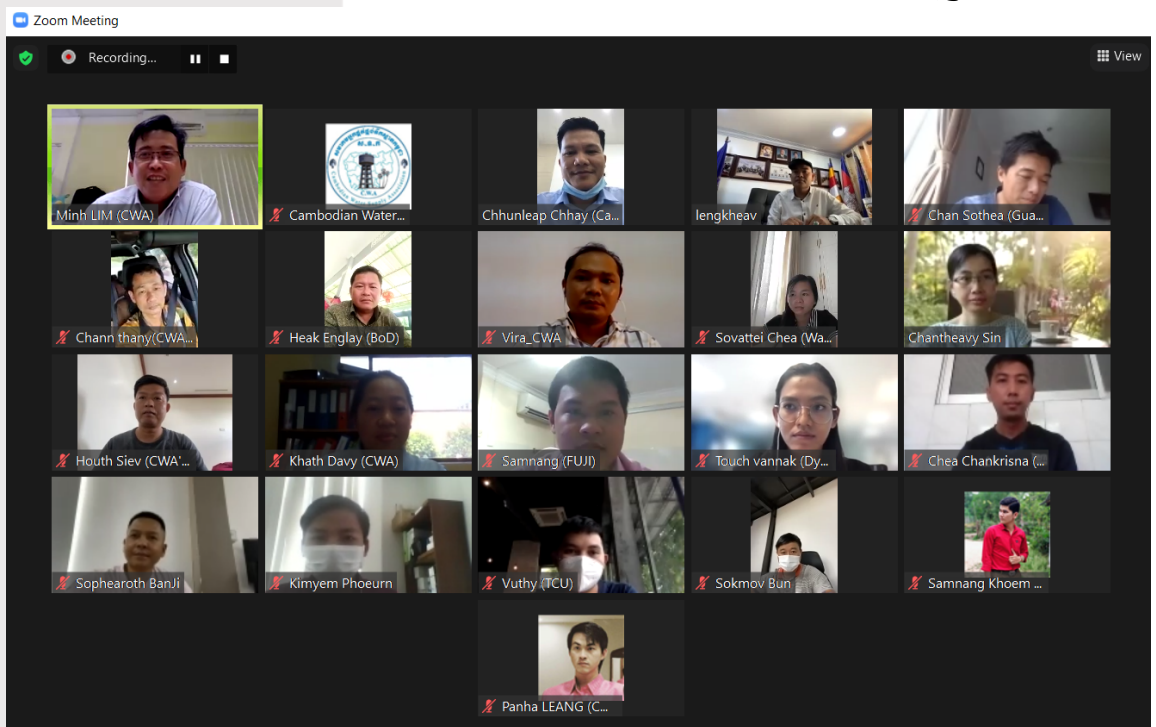 Zoom Meeting
Recording...
View
Minh LIM (CWA)
Cambodian Water...
Chhunleap Chhay (Ca...
lengkheav
Chan Sothea (Gua...
Chann thany(CWA...
Heak Englay (BoD)
Vira_CWA
Sovattei Chea (Wa...
Chantheavy Sin
Houth Siev (CWA'...
Khath Davy (CWA)
Samnang (FUJI)
Touch vannak (Dy...
Chea Chankrisna (...
Sophearoth BanJi
Kimyem Phoeurn
Vuthy (TCU)
Sokmov Bun
Samnang Khoem ...
Panha LEANG (C...